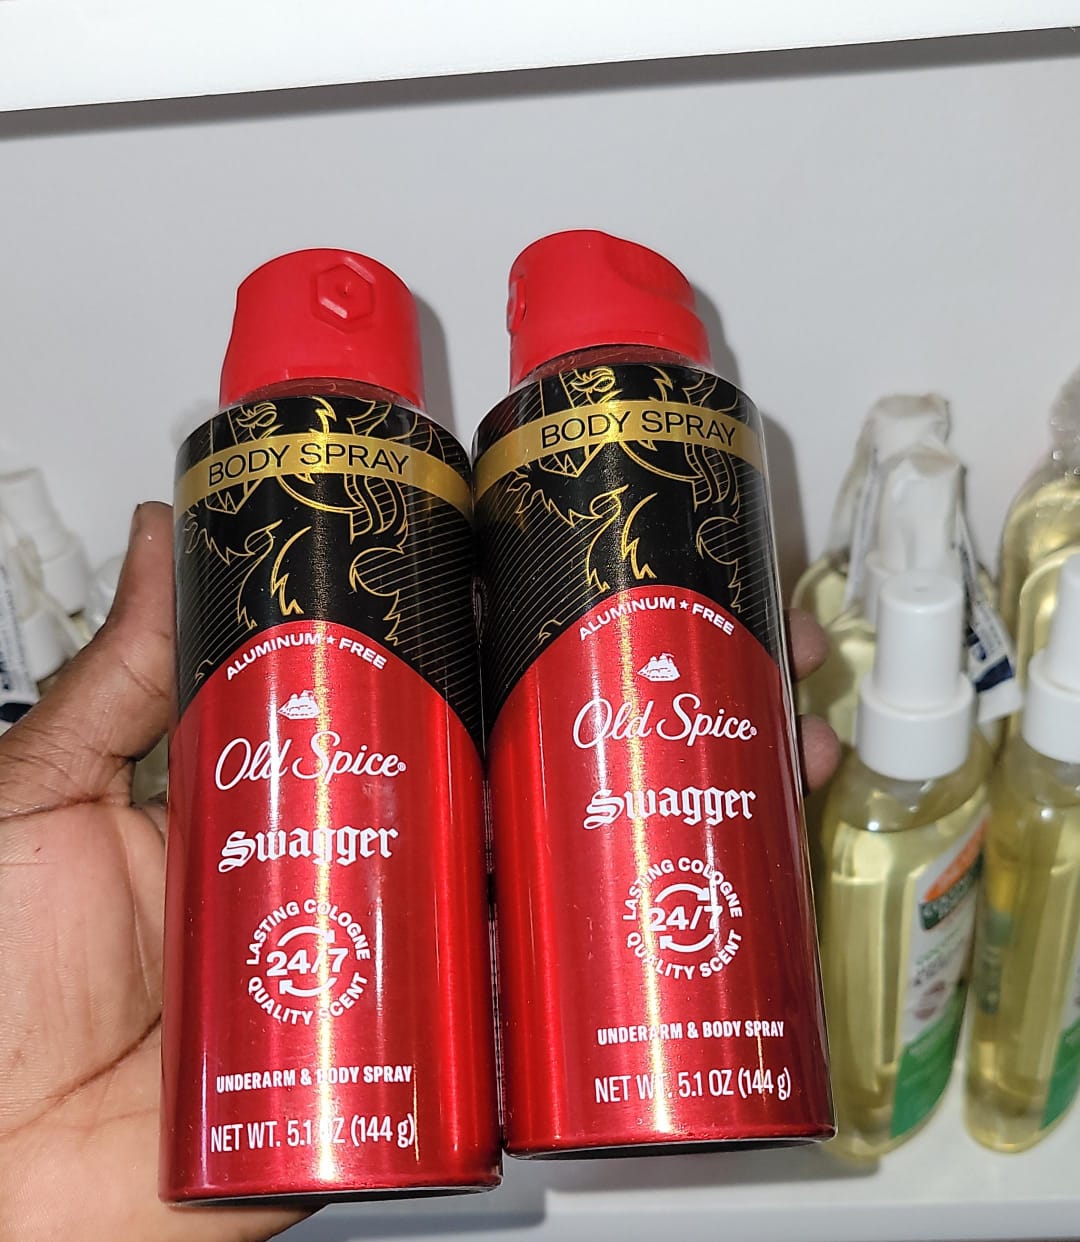 BODY SPRAY
ALUMINUM ★ FREE
Old Spice®
Swagger
LASTING COLOGNE
24/7
QUALITY SCENT
UNDERARM & BODY SPRAY
NET WT. 5.1 OZ (144 g)
BODY SPRAY
ALUMINUM ★ FREE
Old Spice®
Swagger
LASTING COLOGNE
24/7
QUALITY SCENT
UNDERARM & BODY SPRAY
NET WT. 5.1 OZ (144 g)